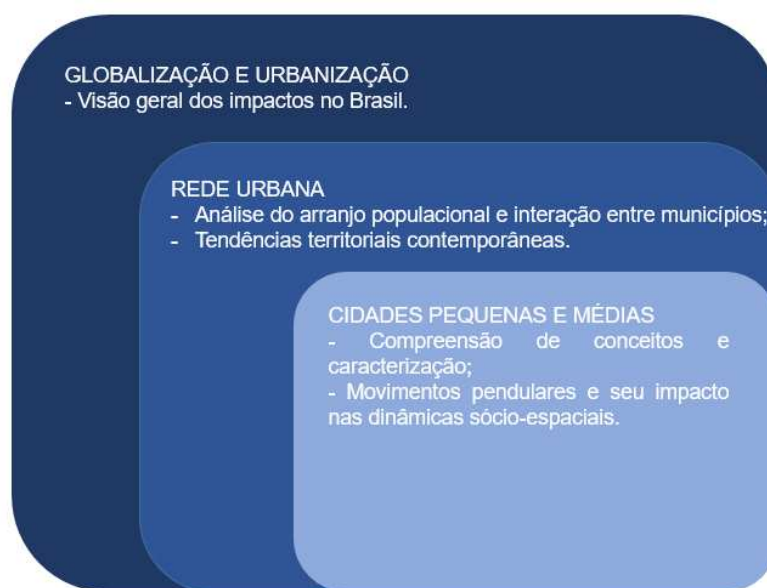 GLOBALIZAÇÃO E URBANIZAÇÃO
- Visão geral dos impactos no Brasil.
REDE URBANA
- Análise do arranjo populacional e interação entre municípios;
- Tendências territoriais contemporâneas.
CIDADES PEQUENAS E MÉDIAS
- Compreensão de conceitos e
caracterização;
- Movimentos pendulares e seu impacto
nas dinâmicas sócio-espaciais.